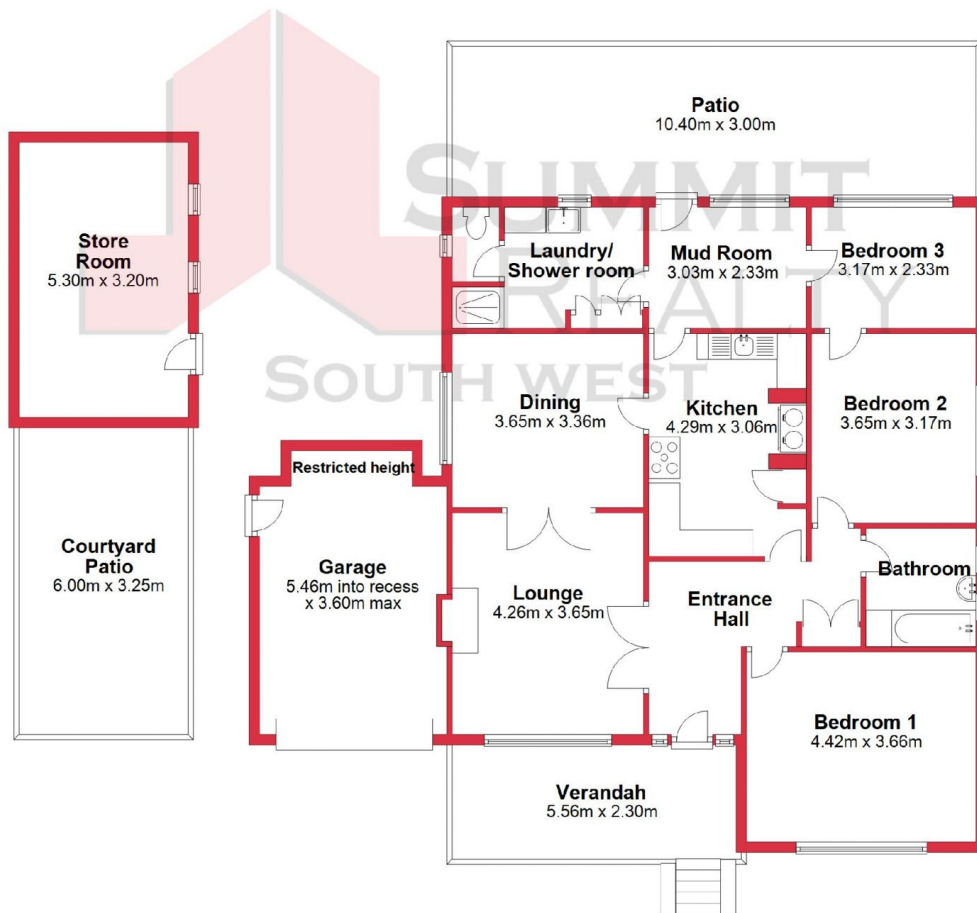 Patio
10.40m x 3.00m
SUMMIT
REALTY
SOUTH WEST
Store
Room
5.30m x 3.20m
Laundry/
Shower room
Mud Room
3.03m x 2.33m
Bedroom 3
3.17m x 2.33m
Dining
3.65m x 3.36m
Kitchen
4.29m x 3.06m
Bedroom 2
3.65m x 3.17m
Restricted height
Courtyard
Patio
6.00m x 3.25m
Garage
5.46m into recess
x 3.60m max
Lounge
4.26m x 3.65m
Entrance
Hall
Bathroom
Bedroom 1
4.42m x 3.66m
Verandah
5.56m x 2.30m